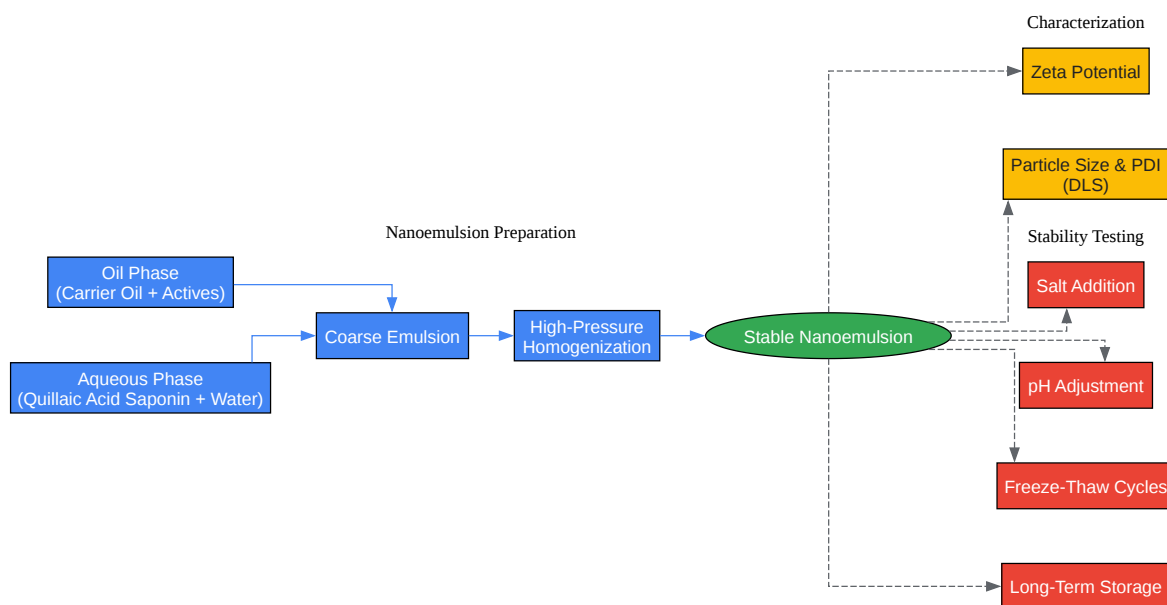 Characterization
Zeta Potential
Particle Size & PDI
(DLS)
Nanoemulsion Preparation
Stability Testing
Oil Phase
(Carrier Oil + Actives)
Salt Addition
Coarse Emulsion
High-Pressure
Homogenization
Stable Nanoemulsion
Aqueous Phase
(Quillaic Acid Saponin + Water)
pH Adjustment
Freeze-Thaw Cycles
Long-Term Storage